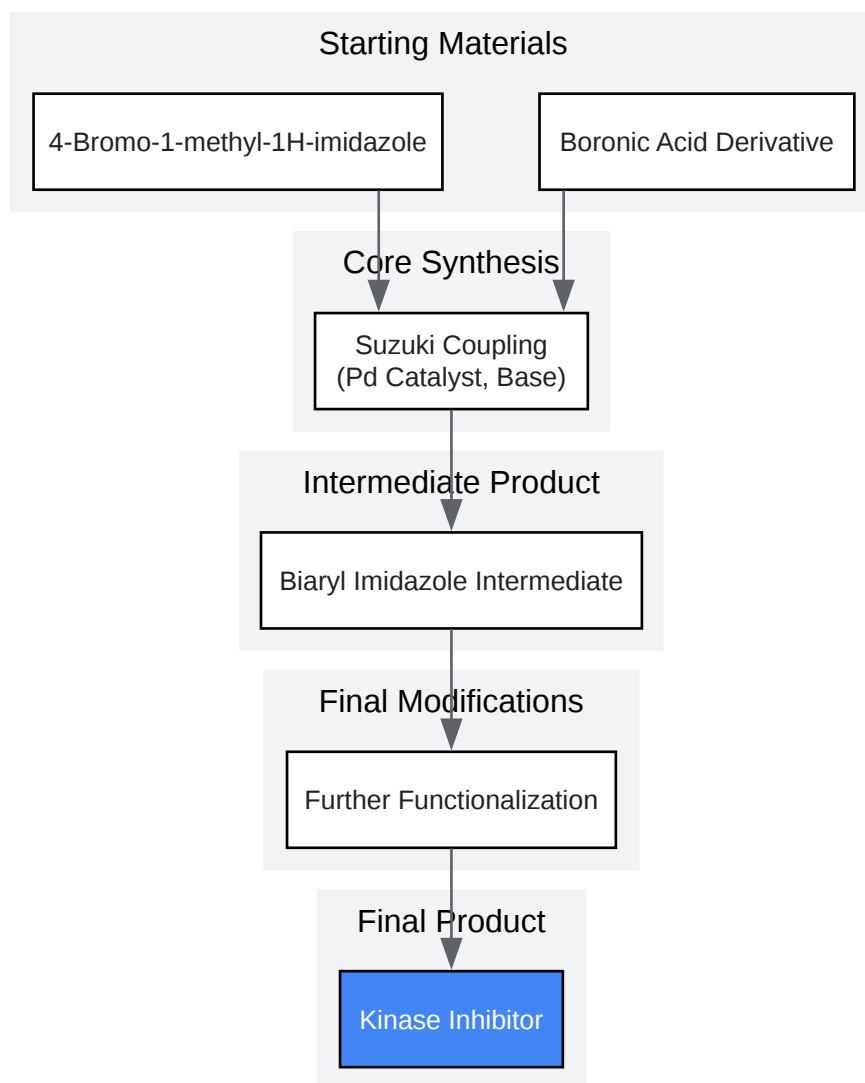 Starting Materials
4-Bromo-1-methyl-1H-imidazole
Boronic Acid Derivative
Core Synthesis
Suzuki Coupling
(Pd Catalyst, Base)
Intermediate Product
Biaryl Imidazole Intermediate
Final Modifications
Further Functionalization
Final Product
Kinase Inhibitor